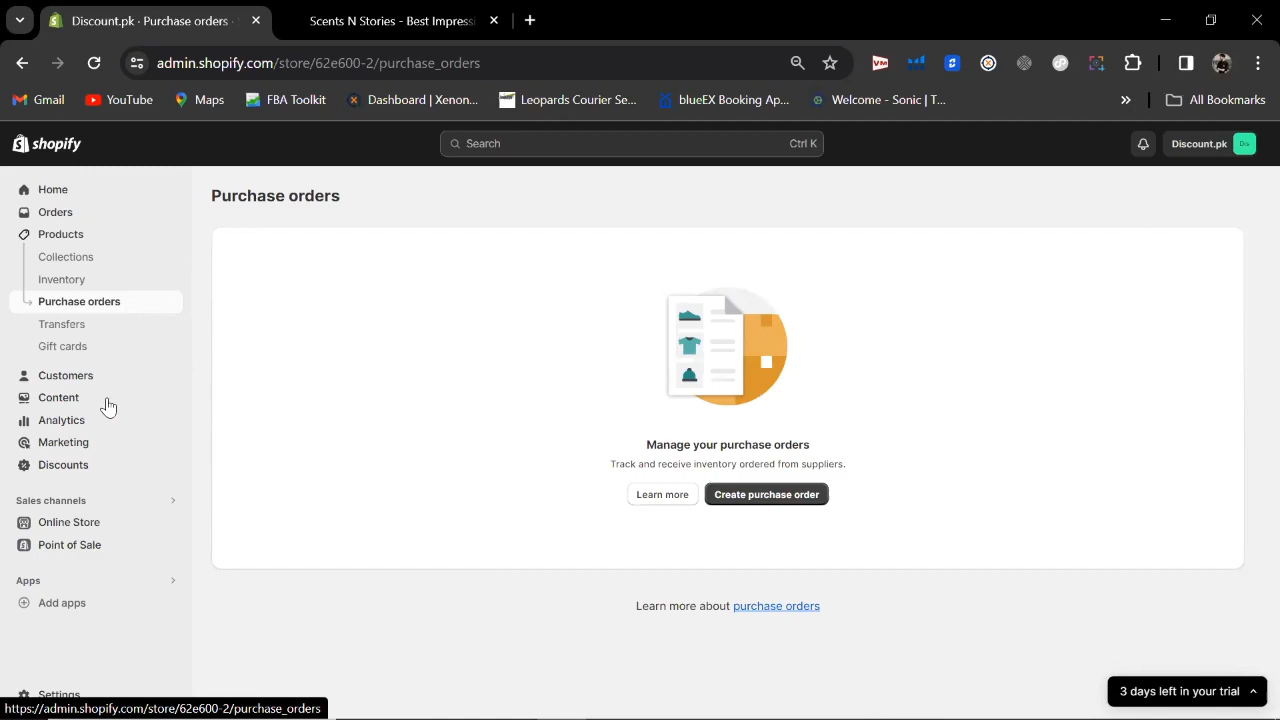 Discount.pk · Purchase orders ·
Scents N Stories - Best Impressi
admin.shopify.com/store/62e600-2/purchase_orders
Gmail
YouTube
Maps
FBA Toolkit
Dashboard | Xenon...
Leopards Courier Se...
blueEX Booking Ap...
Welcome - Sonic | T...
All Bookmarks
shopify
Search
Ctrl K
Discount.pk
Home
Orders
Products
Collections
Inventory
Purchase orders
Transfers
Gift cards
Customers
Content
Analytics
Marketing
Discounts
Sales channels
Online Store
Point of Sale
Apps
Add apps
Settings
Purchase orders
Manage your purchase orders
Track and receive inventory ordered from suppliers.
Learn more
Create purchase order
Learn more about purchase orders
3 days left in your trial
https://admin.shopify.com/store/62e600-2/purchase_orders